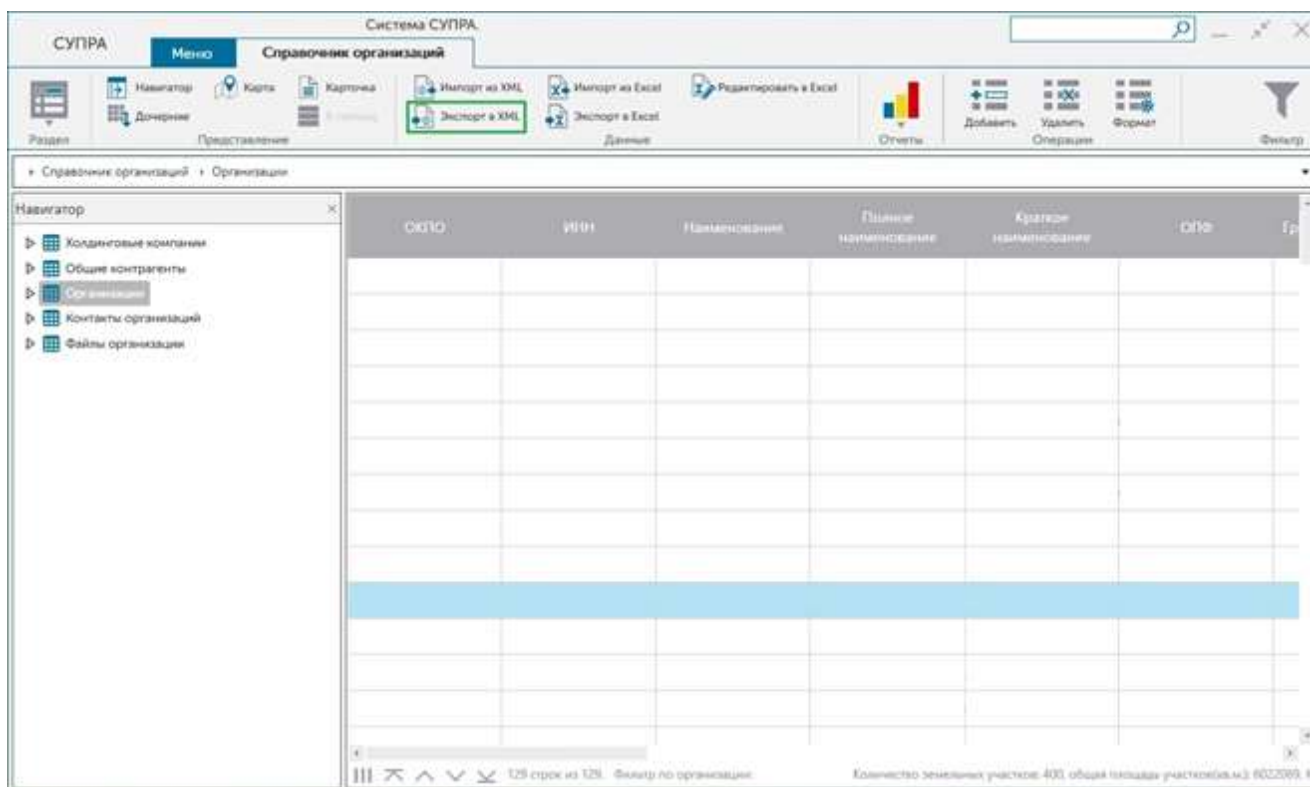 Система СУПРА.
СУПРА
Меню
Справочник организаций
Навигатор
Карта
Карточка
Импорт из XML
Импорт из Excel
Редактировать в Excel
Дочерние
Экспорт в XML
Экспорт в Excel
Раздел
Представление
Данные
Отчеты
Добавить
Удалить
Формат
Операции
Фильтр
Справочник организаций
Организации
Навигатор
Холдинговые компании
Общие контрагенты
Организации
Контакты организаций
Файлы организации
ОКПО
ИНН
Наименование
Полное наименование
Краткое наименование
ОПФ
Гр
129 строк из 129. Фильтр по организации:
Количество земельных участков: 400, общая площадь участков(кв.м.): 6022069,